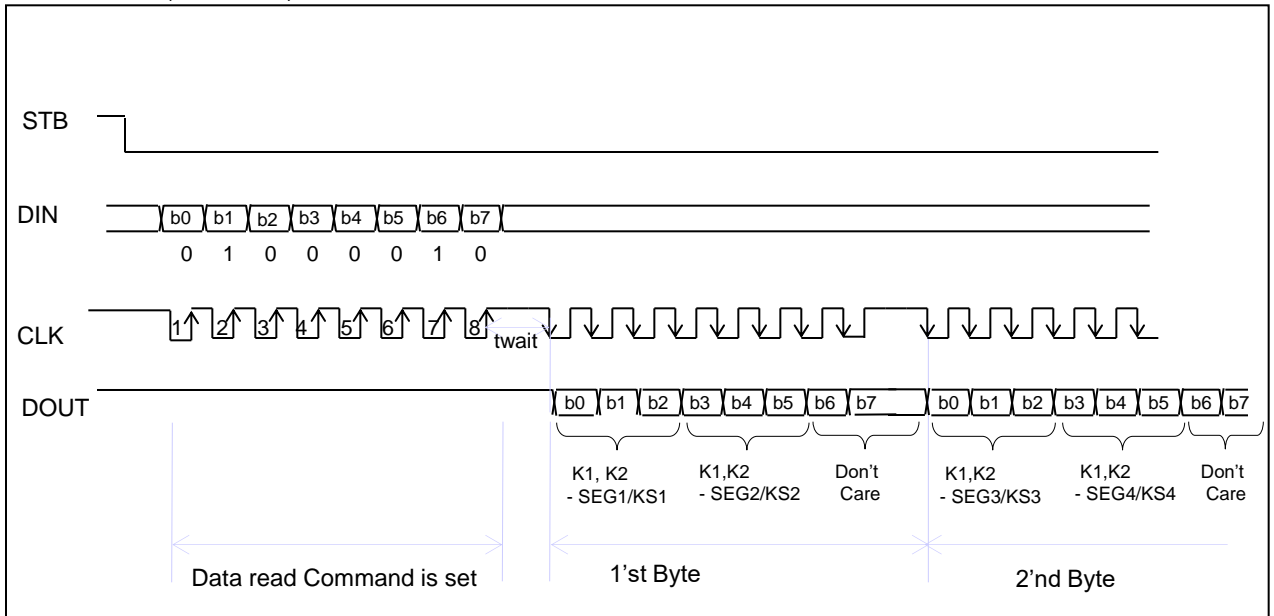 STB
DIN
b0 b1 b2 b3 b4 b5 b6 b7
0 1 0 0 0 0 1 0
CLK
1 2 3 4 5 6 7 8
twait
DOUT
b0 b1 b2 b3 b4 b5 b6 b7 b0 b1 b2 b3 b4 b5 b6 b7
K1, K2
- SEG1/KS1
K1,K2
- SEG2/KS2
Don't
Care
K1,K2
- SEG3/KS3
K1,K2
- SEG4/KS4
Don't
Care
Data read Command is set
1'st Byte
2'nd Byte